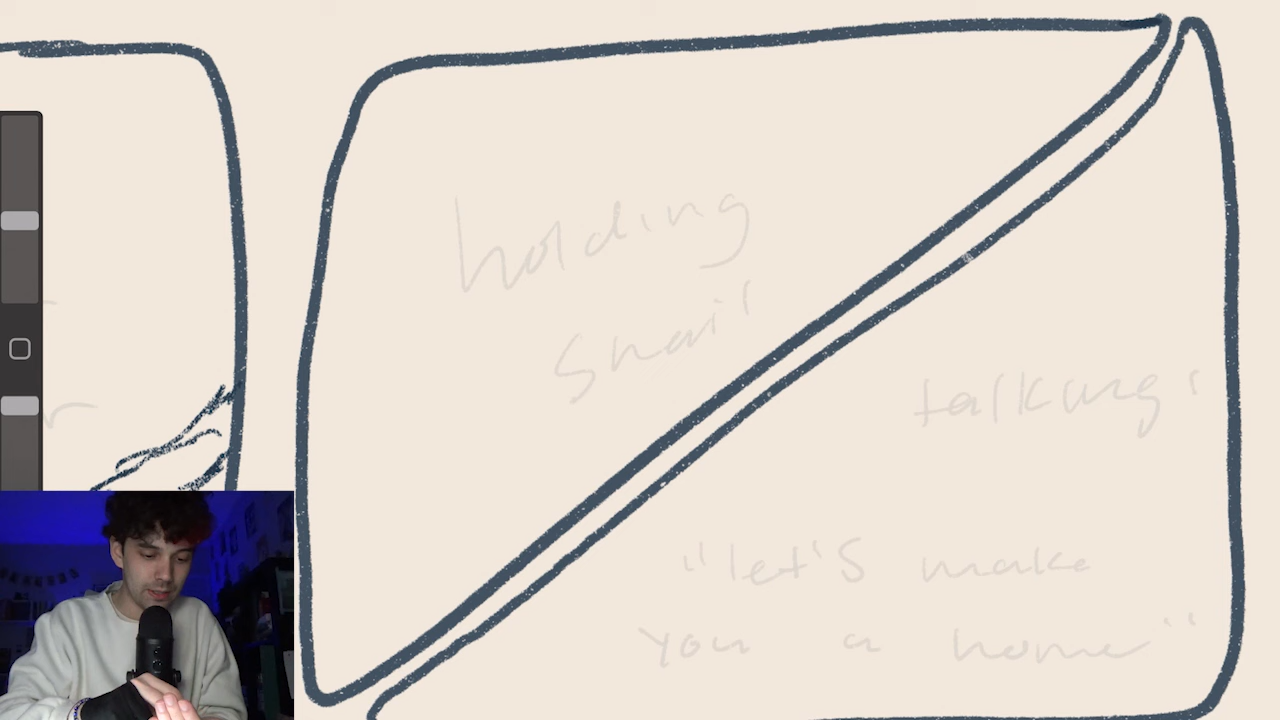 holding
snail
talking:
"let's make
you a home"